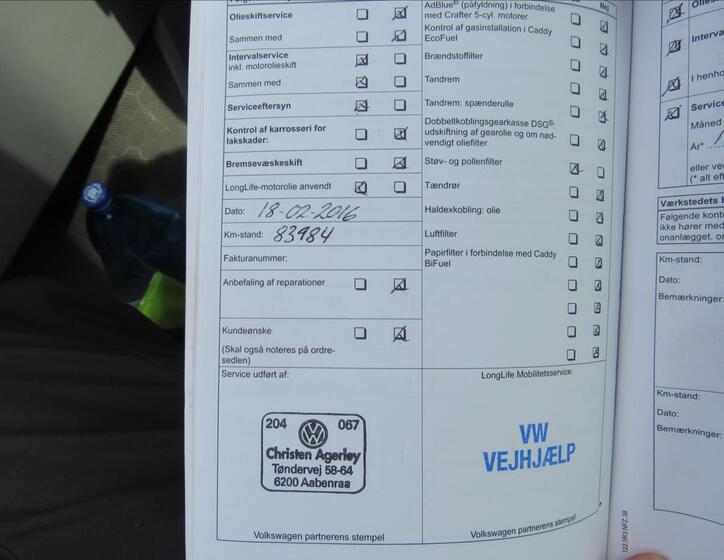 Olieskiftservice
Sammen med
Intervalservice
inkl. motorolieskift
Sammen med
Serviceeftersyn
Kontrol af karrosseri for
lakskader:
Bremsevæskeskift
LongLife-motorolie anvendt
Dato: 18-02-2016
Km-stand: 83984
Fakturanummer:
Anbefaling af reparationer
Kundeønske
(Skal også noteres på ordre-
sedlen)
Service udført af:
204 067
Christen Agerley
Tøndervej 58-64
6200 Aabenraa
Volkswagen partnerens stempel
Nej
AdBlue® (påfyldning) i forbindelse
med Crafter 5-cyl. motorer
Kontrol af gasinstallation i Caddy
EcoFuel
Brændstoffilter
Tandrem
Tandrem: spænderulle
Dobbeltkoblingsgearkasse DSG®:
udskiftning af gearolie og om nød-
vendigt oliefilter
Støv- og pollenfilter
Tændrør
Haldexkobling: olie
Luftfilter
Papirfilter i forbindelse med Caddy
BiFuel
LongLife Mobilitetsservice:
VW
VEJHJÆLP
Volkswagen partnerens stempel
Interva
I henho
Service
Måned
År*
eller ve
(* alt eft
Værkstedets b
Følgende kont
ikke hører med
onanlægget, or
Km-stand:
Dato:
Bemærkninger:
Km-stand:
Dato:
Bemærkninger: